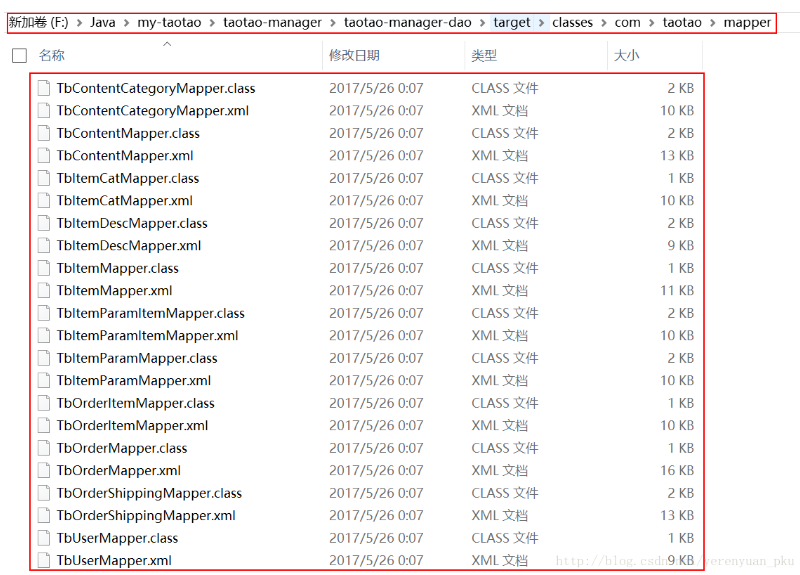 新加卷 (F:) > Java > my-taotao > taotao-manager > taotao-manager-dao > target > classes > com > taotao > mapper
名称 修改日期 类型 大小
TbContentCategoryMapper.class 2017/5/26 0:07 CLASS 文件 2 KB
TbContentCategoryMapper.xml 2017/5/26 0:07 XML 文档 10 KB
TbContentMapper.class 2017/5/26 0:07 CLASS 文件 2 KB
TbContentMapper.xml 2017/5/26 0:07 XML 文档 13 KB
TbItemCatMapper.class 2017/5/26 0:07 CLASS 文件 1 KB
TbItemCatMapper.xml 2017/5/26 0:07 XML 文档 10 KB
TbItemDescMapper.class 2017/5/26 0:07 CLASS 文件 2 KB
TbItemDescMapper.xml 2017/5/26 0:07 XML 文档 9 KB
TbItemMapper.class 2017/5/26 0:07 CLASS 文件 1 KB
TbItemMapper.xml 2017/5/26 0:07 XML 文档 11 KB
TbItemParamItemMapper.class 2017/5/26 0:07 CLASS 文件 2 KB
TbItemParamItemMapper.xml 2017/5/26 0:07 XML 文档 10 KB
TbItemParamMapper.class 2017/5/26 0:07 CLASS 文件 2 KB
TbItemParamMapper.xml 2017/5/26 0:07 XML 文档 10 KB
TbOrderItemMapper.class 2017/5/26 0:07 CLASS 文件 1 KB
TbOrderItemMapper.xml 2017/5/26 0:07 XML 文档 10 KB
TbOrderMapper.class 2017/5/26 0:07 CLASS 文件 1 KB
TbOrderMapper.xml 2017/5/26 0:07 XML 文档 16 KB
TbOrderShippingMapper.class 2017/5/26 0:07 CLASS 文件 2 KB
TbOrderShippingMapper.xml 2017/5/26 0:07 XML 文档 13 KB
TbUserMapper.class 2017/5/26 0:07 CLASS 文件 1 KB
TbUserMapper.xml 2017/5/26 0:07 XML 文档 9 KB